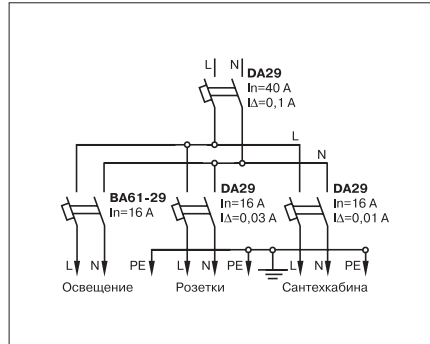 L N DA29
In=40 A
IΔ=0,1 A
L
N
BA61-29
In=16 A
DA29
In=16 A
IΔ=0,03 A
DA29
In=16 A
IΔ=0,01 A
L N PE L N PE L N PE
Освещение Розетки Сантехкабина